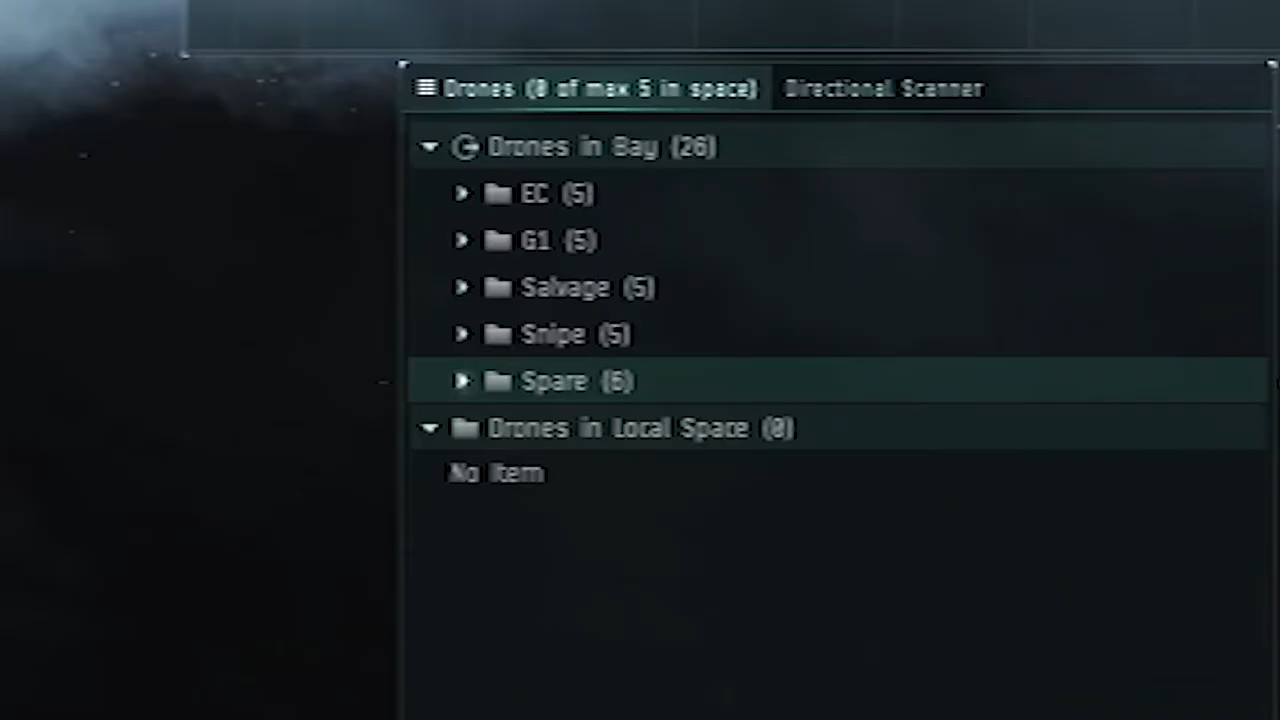 Drones (0 of max 5 in space) Directional Scanner
Drones in Bay (26)
EC (5)
G1 (5)
Salvage (5)
Snipe (5)
Spare (6)
Drones in Local Space (0)
No Item